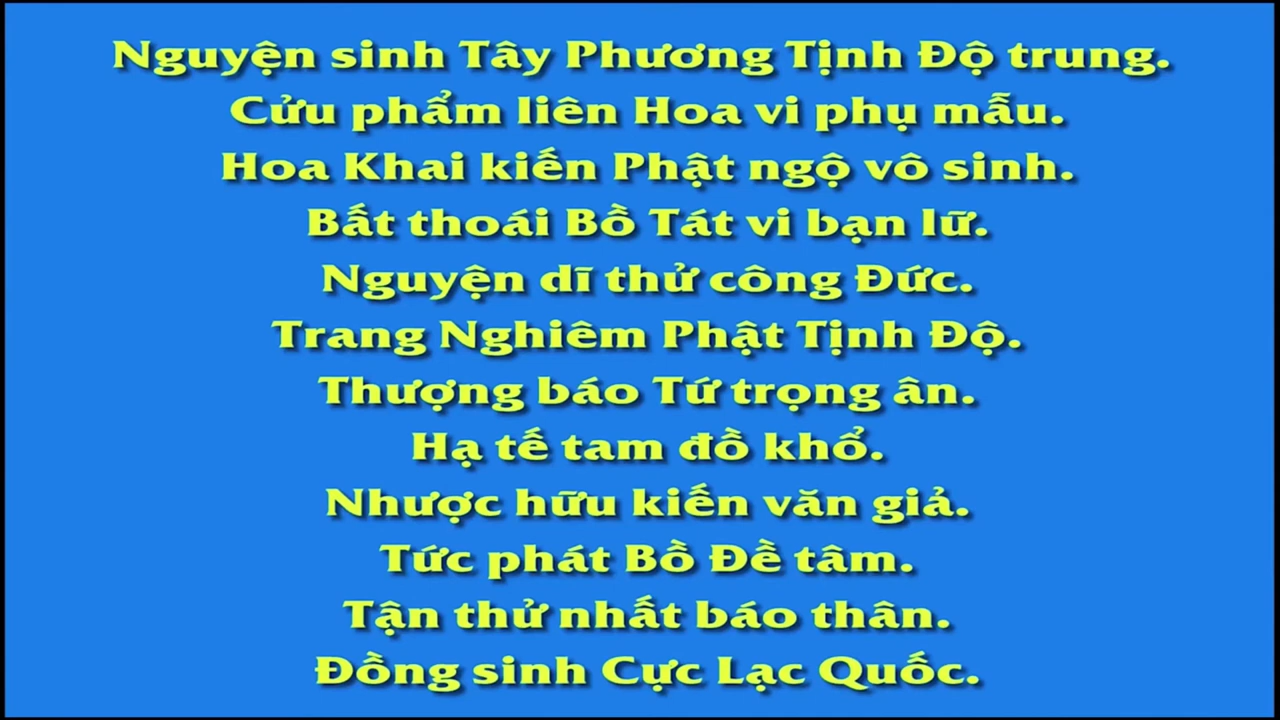 Nguyện sinh Tây Phương Tịnh Độ trung.
Cửu phẩm liên Hoa vi phụ mẫu.
Hoa Khai kiến Phật ngộ vô sinh.
Bất thoái Bồ Tát vi bạn lữ.
Nguyện dĩ thử công Đức.
Trang Nghiêm Phật Tịnh Độ.
Thượng báo Tứ trọng ân.
Hạ tế tam đồ khổ.
Nhược hữu kiến văn giả.
Tức phát Bồ Đề tâm.
Tận thử nhất báo thân.
Đồng sinh Cực Lạc Quốc.